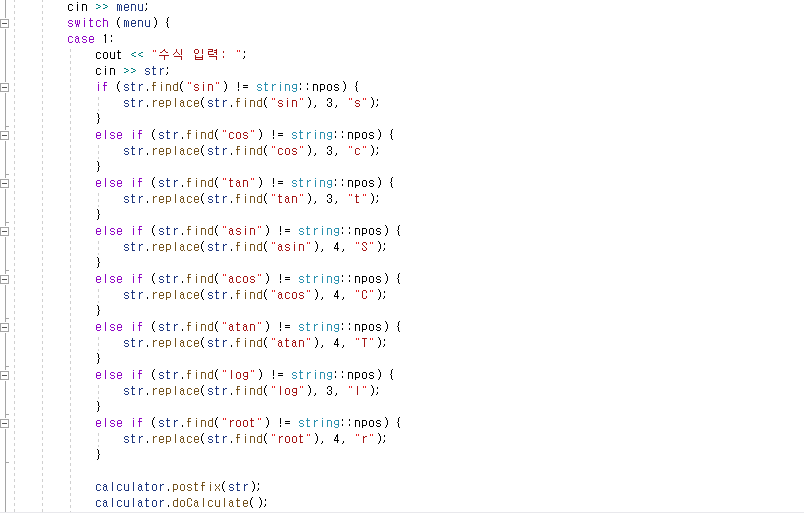 cin >> menu;
switch (menu) {
case 1:
cout << "수식 입력: ";
cin >> str;
if (str.find("sin") != string::npos) {
str.replace(str.find("sin"), 3, "s");
}
else if (str.find("cos") != string::npos) {
str.replace(str.find("cos"), 3, "c");
}
else if (str.find("tan") != string::npos) {
str.replace(str.find("tan"), 3, "t");
}
else if (str.find("asin") != string::npos) {
str.replace(str.find("asin"), 4, "S");
}
else if (str.find("acos") != string::npos) {
str.replace(str.find("acos"), 4, "C");
}
else if (str.find("atan") != string::npos) {
str.replace(str.find("atan"), 4, "T");
}
else if (str.find("log") != string::npos) {
str.replace(str.find("log"), 3, "l");
}
else if (str.find("root") != string::npos) {
str.replace(str.find("root"), 4, "r");
}
calculator.postfix(str);
calculator.doCalculate();